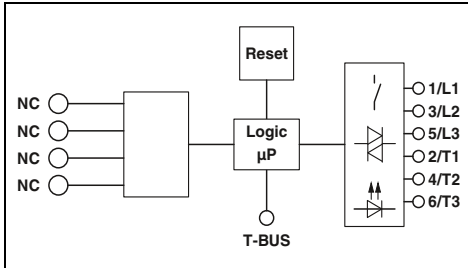 Reset
NC
NC
NC
NC
Logic
µP
T-BUS
1/L1
3/L2
5/L3
2/T1
4/T2
6/T3